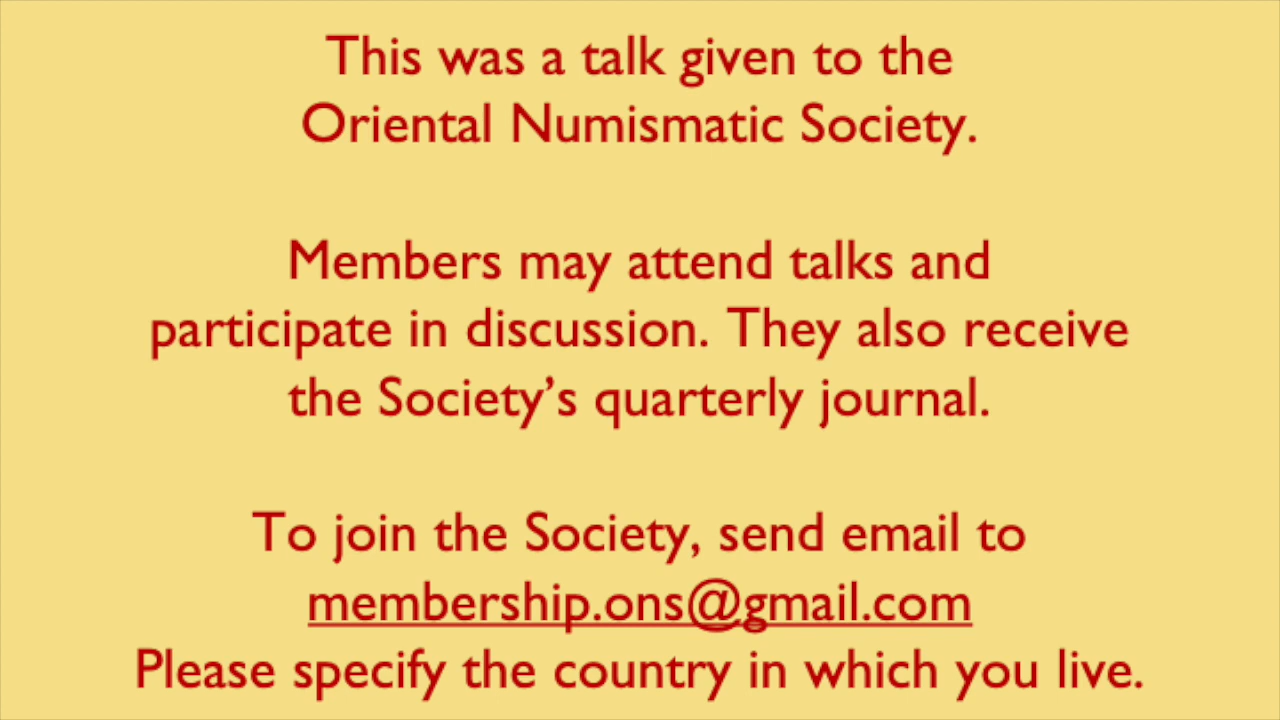 This was a talk given to the
Oriental Numismatic Society.
Members may attend talks and
participate in discussion. They also receive
the Society’s quarterly journal.
To join the Society, send email to
membership.ons@gmail.com
Please specify the country in which you live.